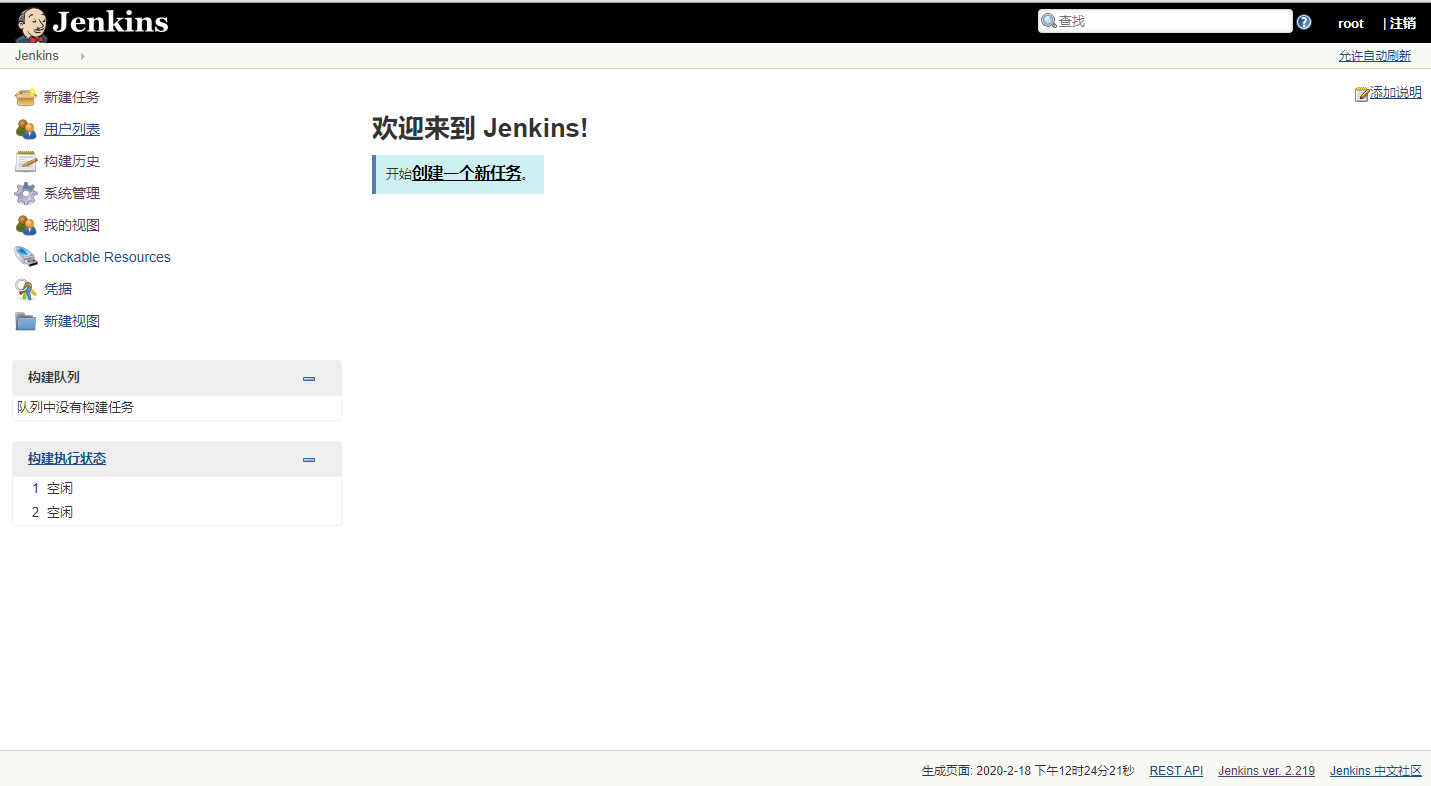 Jenkins
查找
root
| 注销
Jenkins
允许自动刷新
新建任务
用户列表
构建历史
系统管理
我的视图
Lockable Resources
凭据
新建视图
构建队列
队列中没有构建任务
构建执行状态
1 空闲
2 空闲
添加说明
欢迎来到 Jenkins!
开始创建一个新任务。
生成页面: 2020-2-18 下午12时24分21秒 REST API Jenkins ver. 2.219 Jenkins 中文社区